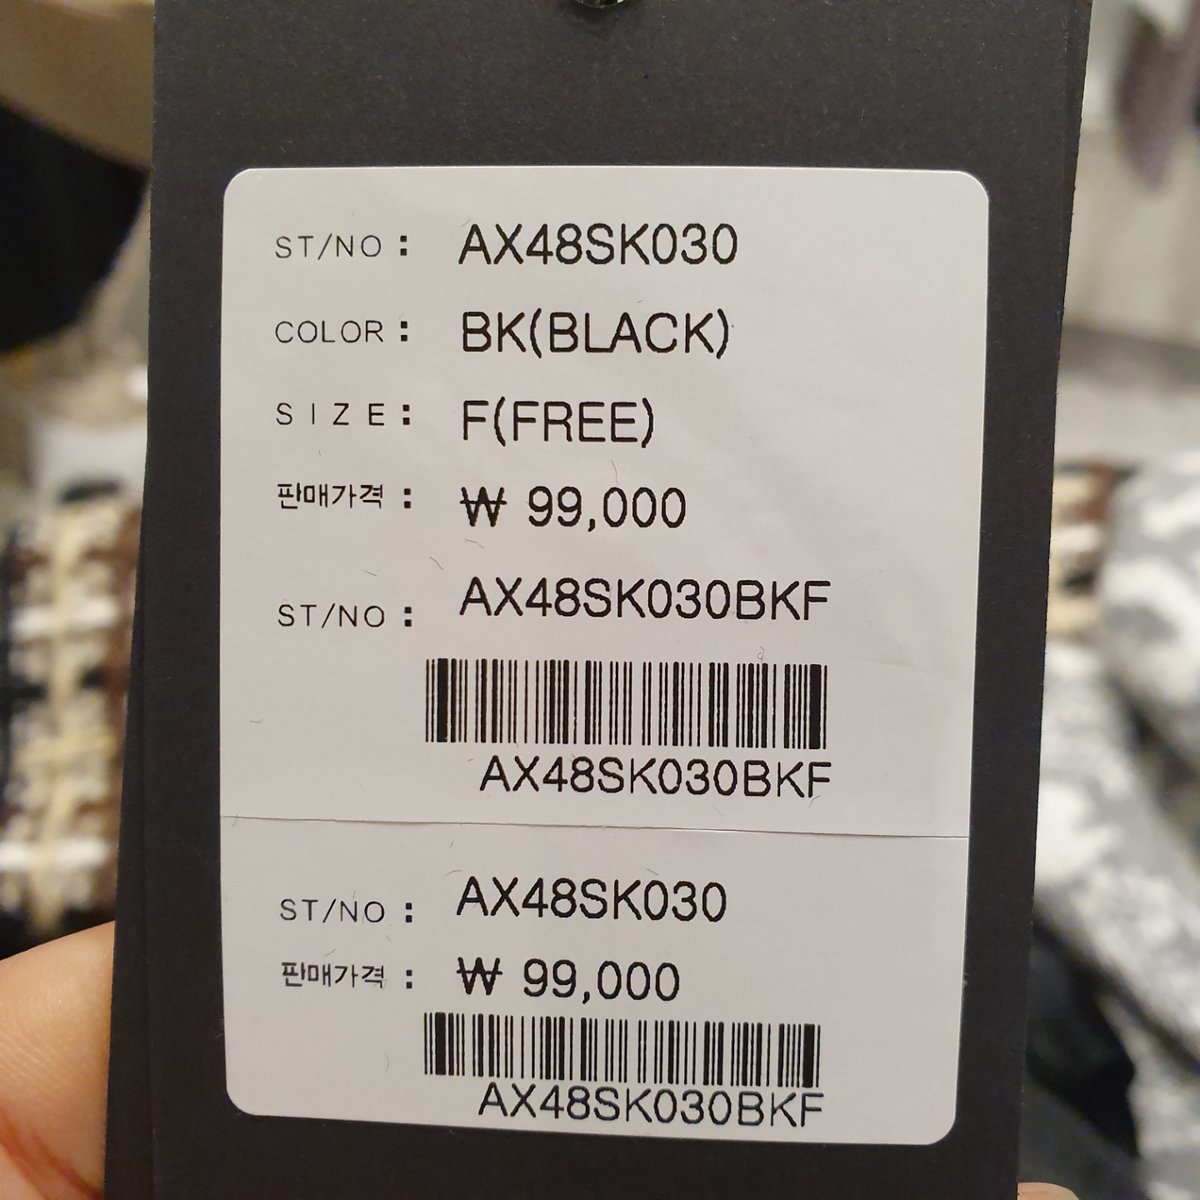 ST/NO : AX48SK030
COLOR : BK(BLACK)
SIZE : F(FREE)
판매가격 : ₩ 99,000
ST/NO : AX48SK030BKF
AX48SK030BKF
ST/NO : AX48SK030
판매가격 : ₩ 99,000
AX48SK030BKF